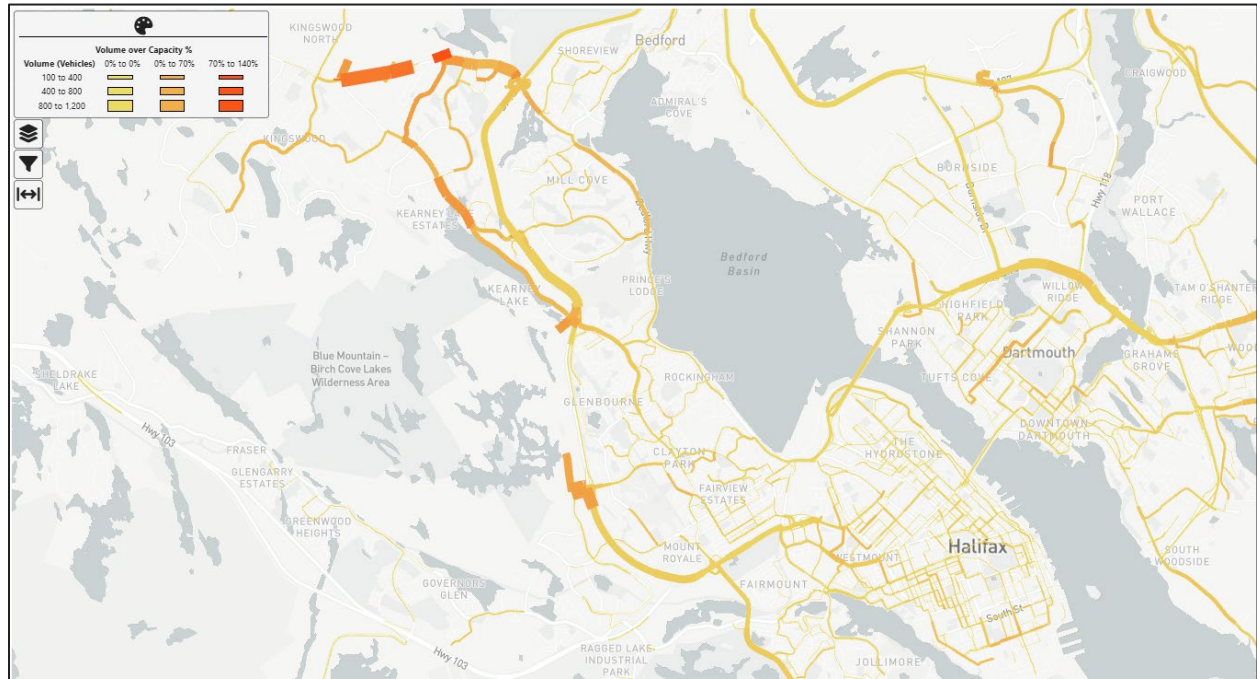 Volume over Capacity %
Volume (Vehicles) 0% to 0% 0% to 70% 70% to 140%
100 to 400
400 to 800
800 to 1,200
KINGSWOOD
NORTH
SHOREVIEW
Bedford
ADMIRAL'S
COVE
CRAIGWOOD
KINGSWOOD
MILL COVE
BURNSIDE
Burnside Dr
Hwy 118
PORT
WALLACE
KEARNEY LAKE
ESTATES
Bedford
Basin
PRINCE'S
LODGE
KEARNEY
LAKE
WILLOW
RIDGE
TAM O'SHANTER
RIDGE
HIGHFIELD
PARK
SHANNON
PARK
Dartmouth
GRAHAMS
GROVE
Blue Mountain –
Birch Cove Lakes
Wilderness Area
SHELDRAKE
LAKE
ROCKINGHAM
TUFTS COVE
GLENBOURNE
DOWNTOWN
DARTMOUTH
Hwy 103
FRASER
GLENGARRY
ESTATES
CLAYTON
PARK
THE
HYDROSTONE
FAIRVIEW
ESTATES
GREENWOOD
HEIGHTS
MOUNT
ROYALE
WESTMOUNT
Halifax
SOUTH
WOODSIDE
GOVERNORS
GLEN
FAIRMOUNT
South St
Hwy 103
RAGGED LAKE
INDUSTRIAL
PARK
JOLLIMORE